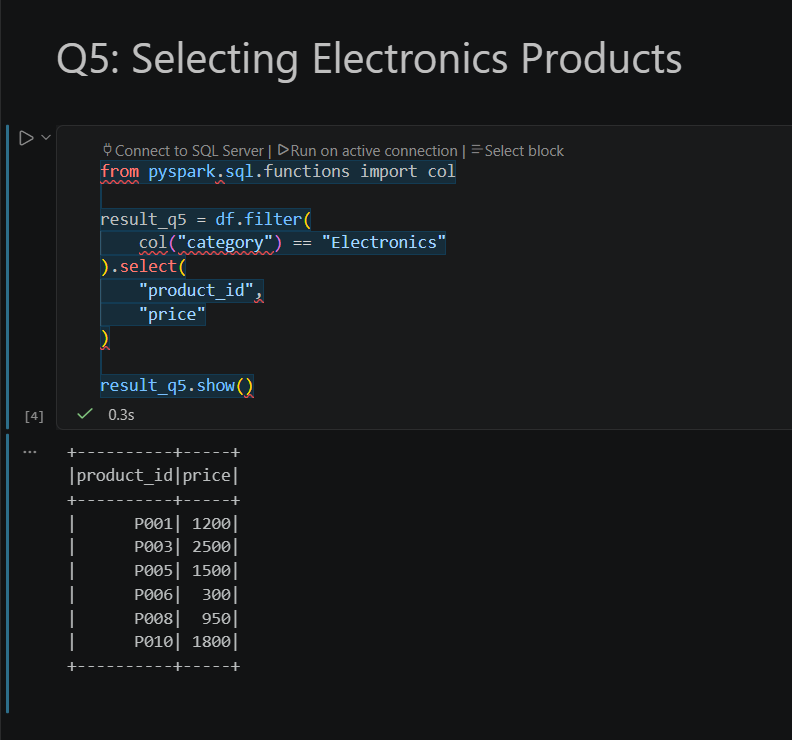 Q5: Selecting Electronics Products
Connect to SQL Server | Run on active connection | Select block
from pyspark.sql.functions import col
result_q5 = df.filter(
    col("category") == "Electronics"
).select(
    "product_id",
    "price"
)
result_q5.show()
[4] 0.3s
...
+----------+-----+
|product_id|price|
+----------+-----+
|      P001| 1200|
|      P003| 2500|
|      P005| 1500|
|      P006|  300|
|      P008|  950|
|      P010| 1800|
+----------+-----+